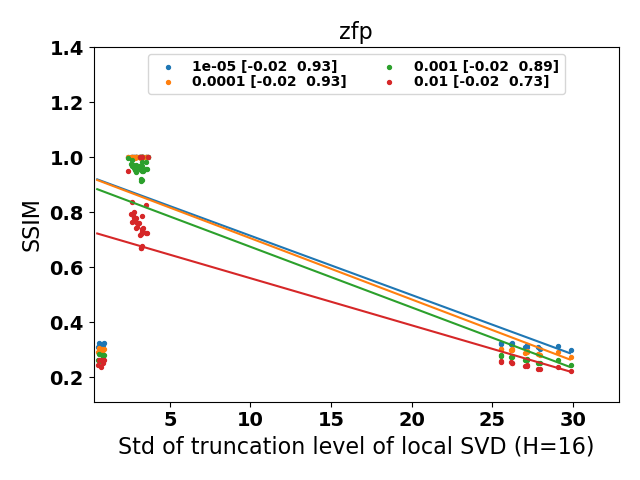 zfp
1e-05 [-0.02  0.93]
0.0001 [-0.02  0.93]
0.001 [-0.02  0.89]
0.01 [-0.02  0.73]
1.4
1.2
1.0
0.8
0.6
0.4
0.2
SSIM
5 10 15 20 25 30
Std of truncation level of local SVD (H=16)